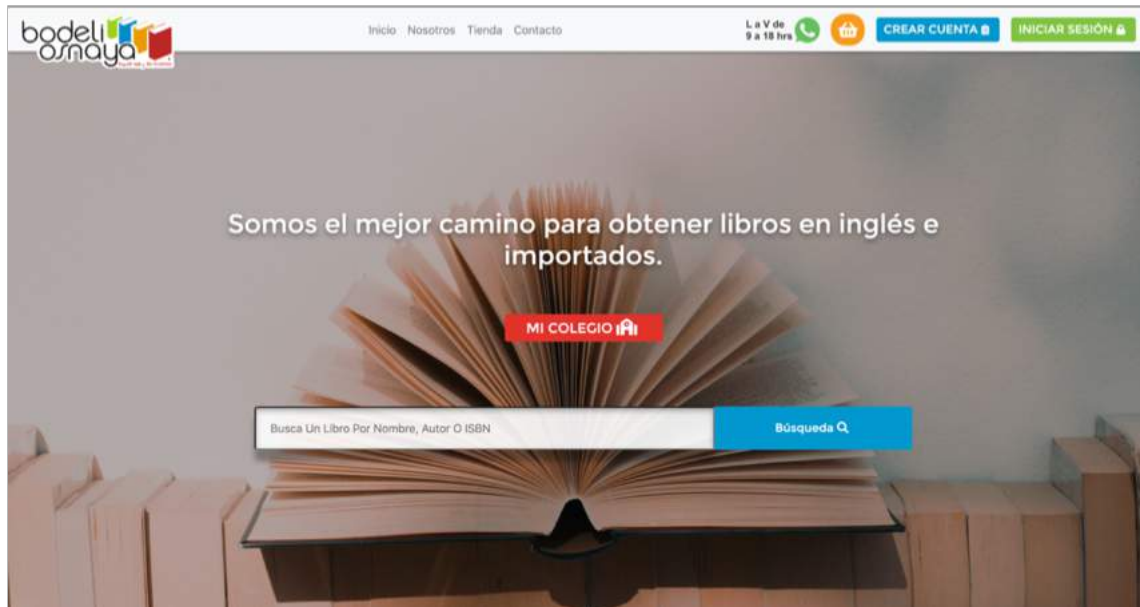 bodeli
osnaya
Inicio Nosotros Tienda Contacto
L a V de
9 a 18 hrs
CREAR CUENTA
INICIAR SESIÓN
Somos el mejor camino para obtener libros en inglés e
importados.
MI COLEGIO
Busca Un Libro Por Nombre, Autor O ISBN
Búsqueda